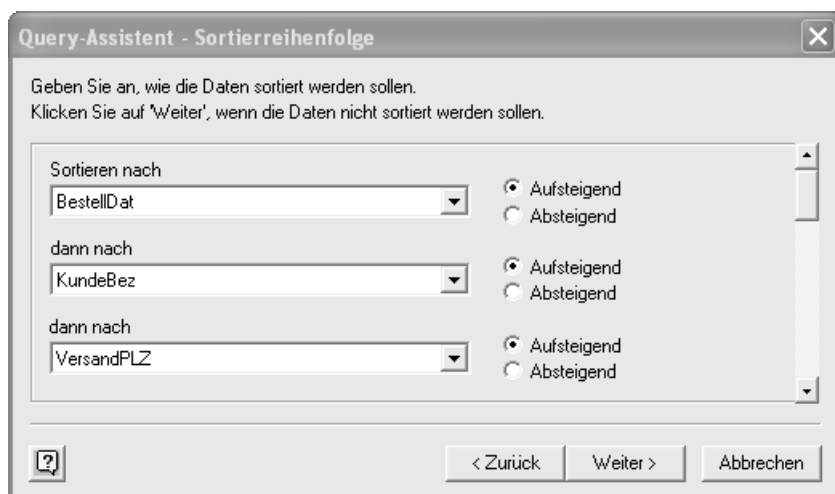 Query-Assistent - Sortierreihenfolge
Geben Sie an, wie die Daten sortiert werden sollen.
Klicken Sie auf 'Weiter', wenn die Daten nicht sortiert werden sollen.
Sortieren nach
BestellDat
Aufsteigend
Absteigend
dann nach
KundeBez
Aufsteigend
Absteigend
dann nach
VersandPLZ
Aufsteigend
Absteigend
< Zurück
Weiter >
Abbrechen